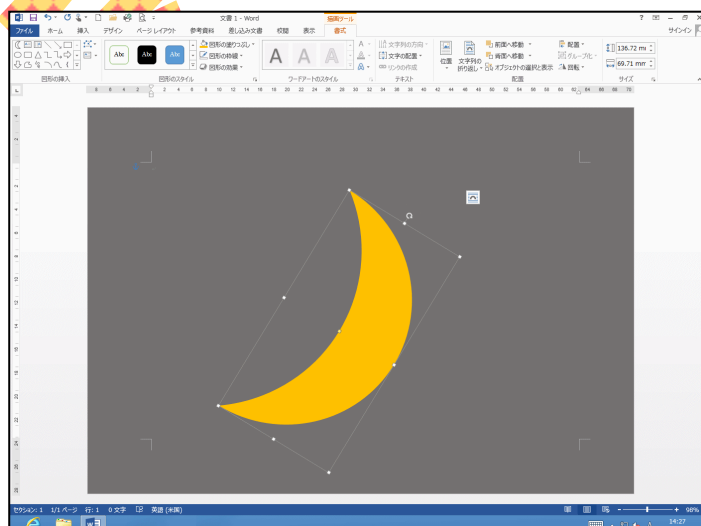 文書 1 - Word
描画ツール
ファイル ホーム 挿入 デザイン ページ レイアウト 参考資料 差し込み文書 校閲 表示 書式 サインイン
Abc Abc Abc
図形の塗りつぶし
図形の枠線
図形の効果
A A A
文字列の方向
文字の配置
リンクの作成
位置
文字列の
折り返し
前面へ移動
背面へ移動
オブジェクトの選択と表示
配置
グループ化
回転
136.72 mm
69.71 mm
図形の挿入 図形のスタイル ワードアートのスタイル テキスト 配置 サイズ
セクション: 1 1/1 ページ 行: 1 0 文字 英語 (米国) 98%
14:27